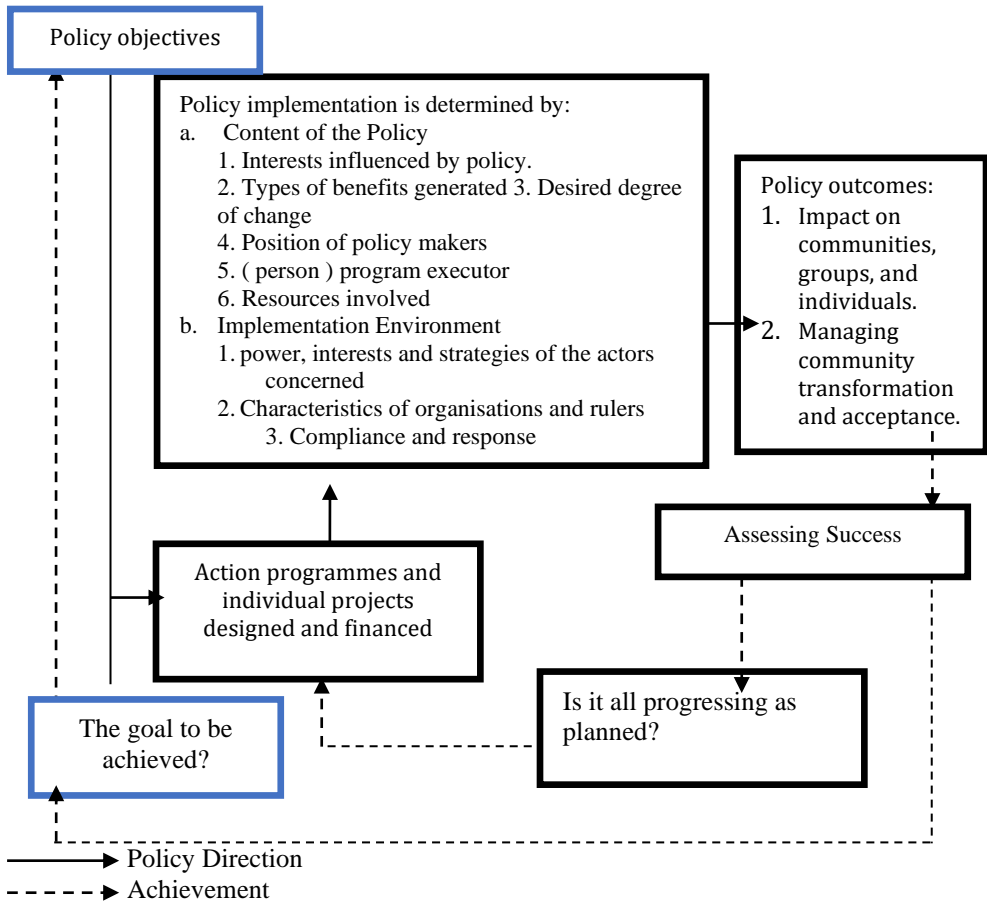 Policy objectives
Policy implementation is determined by:
a. Content of the Policy
1. Interests influenced by policy.
2. Types of benefits generated 3. Desired degree
of change
4. Position of policy makers
5. ( person ) program executor
6. Resources involved
b. Implementation Environment
1. power, interests and strategies of the actors
concerned
2. Characteristics of organisations and rulers
3. Compliance and response
Policy outcomes:
1. Impact on
communities,
groups, and
individuals.
2. Managing
community
transformation
and acceptance.
Assessing Success
Action programmes and
individual projects
designed and financed
Is it all progressing as
planned?
The goal to be
achieved?
Policy Direction
Achievement